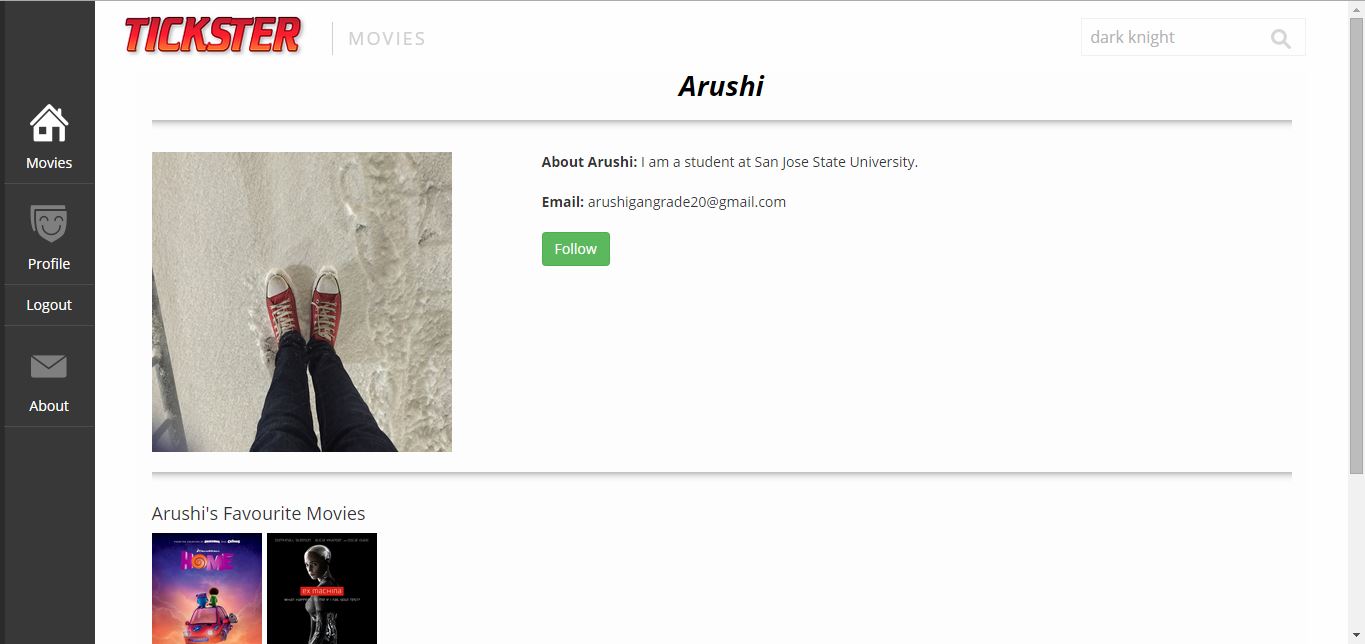 TICKSTER
MOVIES
dark knight
Arushi
Movies
Profile
Logout
About
About Arushi: I am a student at San Jose State University.
Email: arushigangrade20@gmail.com
Follow
Arushi's Favourite Movies
HOME
ex machina